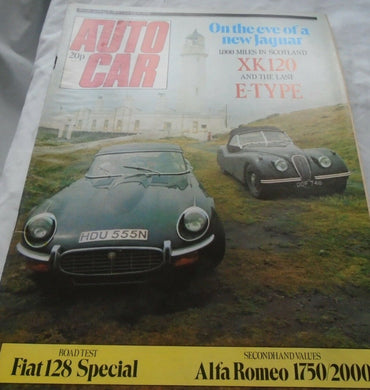 AUTO
20p
CAR
On the eve of a
new Jaguar
1,000 MILES IN SCOTLAND
XK120
AND THE LAST
E-TYPE
HDU 555N
ROAD TEST
Fiat 128 Special
SECONDHAND VALUES
Alfa Romeo 1750/2000